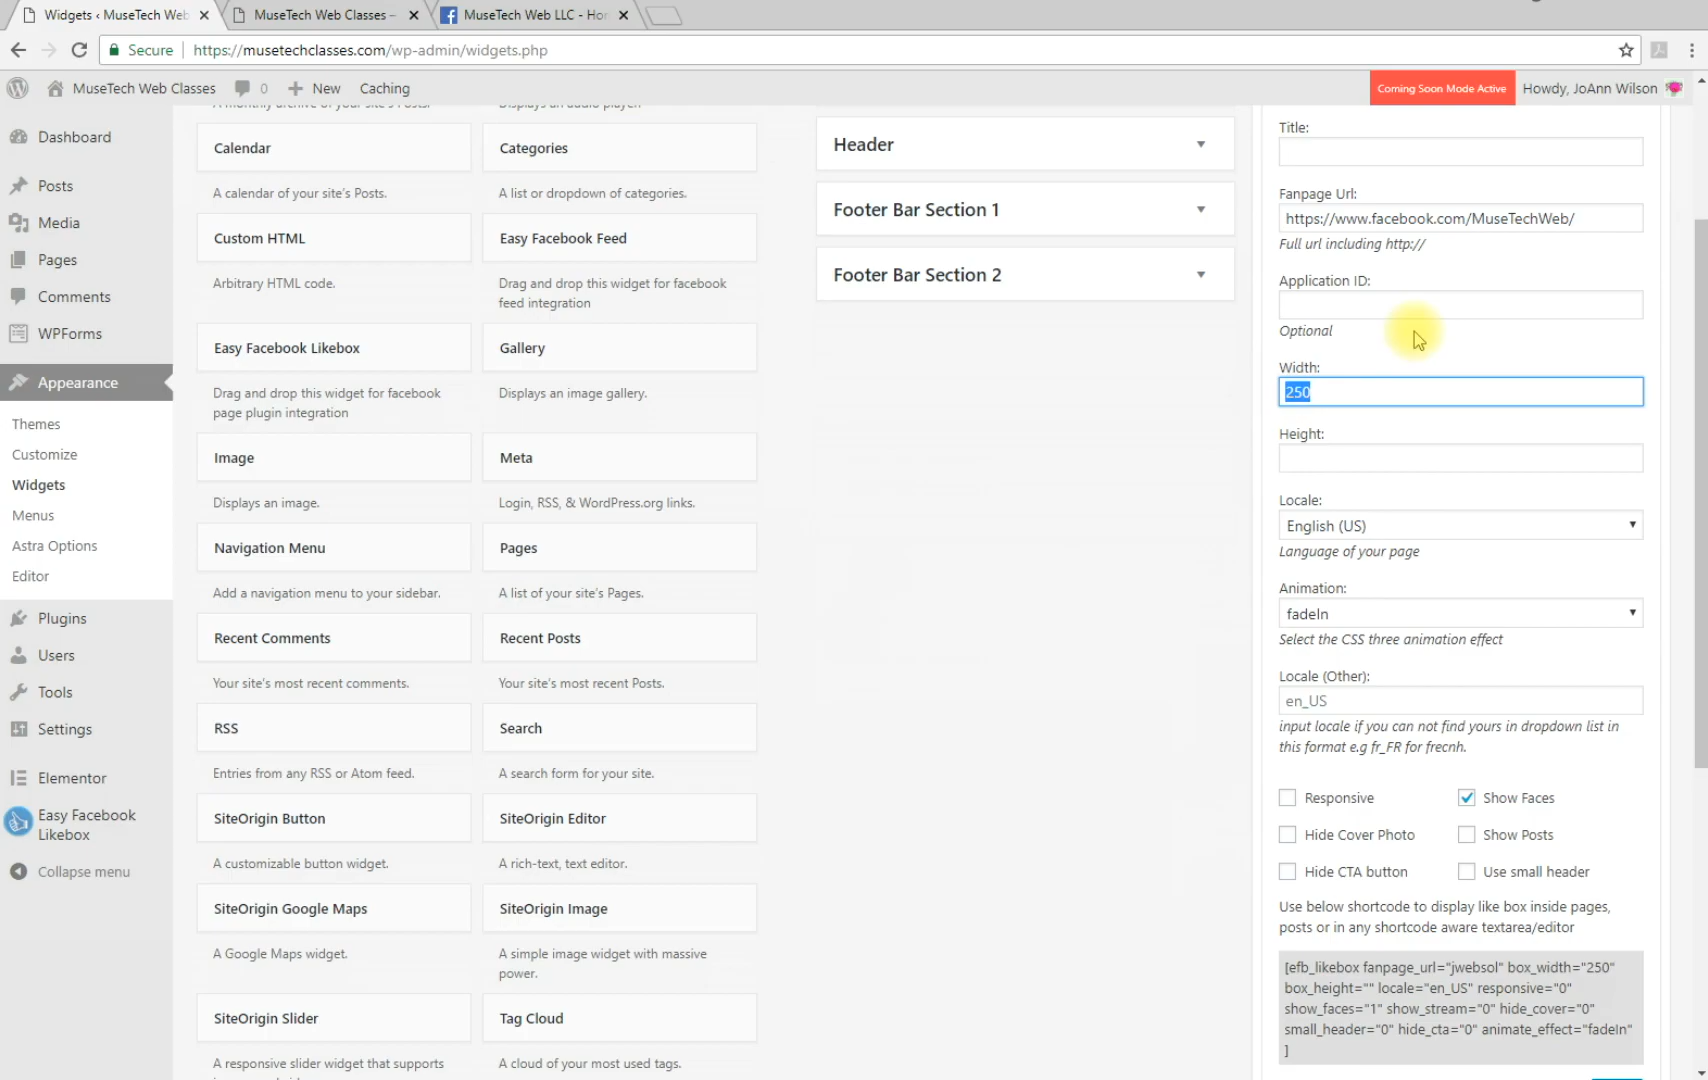 Widgets ‹ MuseTech Web
MuseTech Web Classes –
MuseTech Web LLC - Hor
Secure
https://musetechclasses.com/wp-admin/widgets.php
MuseTech Web Classes
0
New
Caching
Coming Soon Mode Active
Howdy, JoAnn Wilson
Dashboard
Posts
Media
Pages
Comments
WPForms
Appearance
Themes
Customize
Widgets
Menus
Astra Options
Editor
Plugins
Users
Tools
Settings
Elementor
Easy Facebook
Likebox
Collapse menu
A monthly archive of your site's Posts.
Displays an audio player.
Calendar
Categories
A calendar of your site's Posts.
A list or dropdown of categories.
Custom HTML
Easy Facebook Feed
Arbitrary HTML code.
Drag and drop this widget for facebook
feed integration
Easy Facebook Likebox
Gallery
Drag and drop this widget for facebook
page plugin integration
Displays an image gallery.
Image
Meta
Displays an image.
Login, RSS, & WordPress.org links.
Navigation Menu
Pages
Add a navigation menu to your sidebar.
A list of your site's Pages.
Recent Comments
Recent Posts
Your site's most recent comments.
Your site's most recent Posts.
RSS
Search
Entries from any RSS or Atom feed.
A search form for your site.
SiteOrigin Button
SiteOrigin Editor
A customizable button widget.
A rich-text, text editor.
SiteOrigin Google Maps
SiteOrigin Image
A Google Maps widget.
A simple image widget with massive
power.
SiteOrigin Slider
Tag Cloud
A responsive slider widget that supports
A cloud of your most used tags.
Header
Footer Bar Section 1
Footer Bar Section 2
Title:
Fanpage Url:
https://www.facebook.com/MuseTechWeb/
Full url including http://
Application ID:
Optional
Width:
250
Height:
Locale:
English (US)
Language of your page
Animation:
fadeIn
Select the CSS three animation effect
Locale (Other):
en_US
input locale if you can not find yours in dropdown list in
this format e.g fr_FR for frecnh.
Responsive
Show Faces
Hide Cover Photo
Show Posts
Hide CTA button
Use small header
Use below shortcode to display like box inside pages,
posts or in any shortcode aware textarea/editor
[efb_likebox fanpage_url="jwebsol" box_width="250"
box_height="" locale="en_US" responsive="0"
show_faces="1" show_stream="0" hide_cover="0"
small_header="0" hide_cta="0" animate_effect="fadeIn"
]